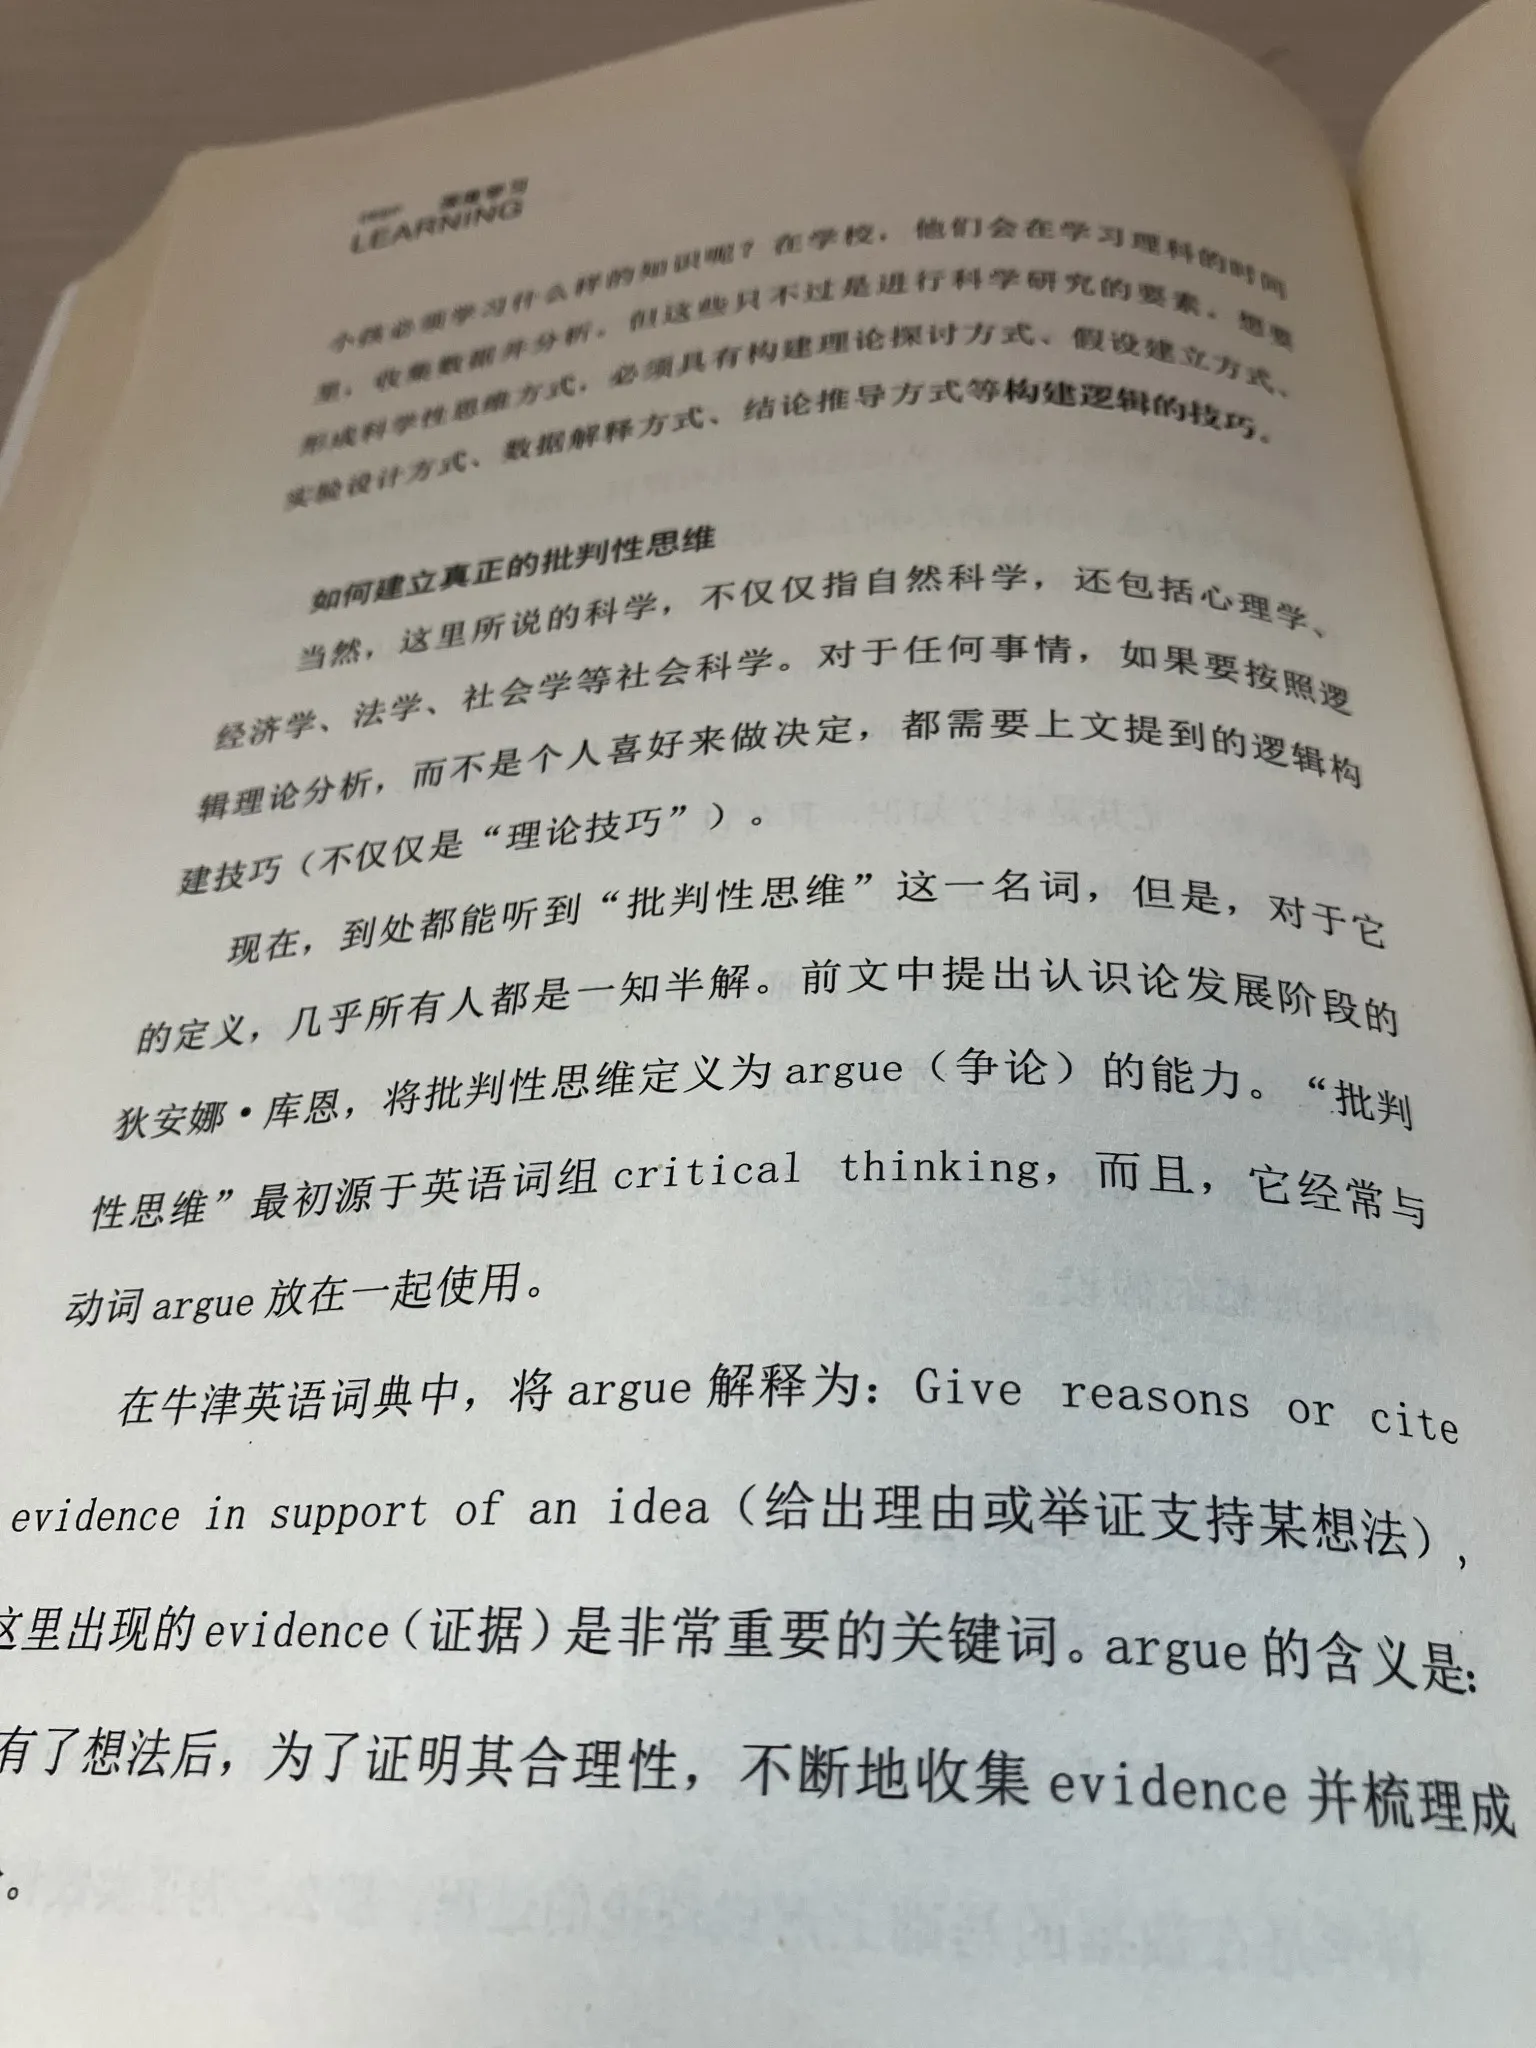 深度学习
LEARNING
小孩必须学习什么样的知识呢？在学校，他们会在学习理科的时间
里，收集数据并分析。但这些只不过是进行科学研究的要素。想要
形成科学性思维方式，必须具有构建理论探讨方式、假设建立方式、
实验设计方式、数据解释方式、结论推导方式等构建逻辑的技巧。
如何建立真正的批判性思维
当然，这里所说的科学，不仅仅指自然科学，还包括心理学、
经济学、法学、社会学等社会科学。对于任何事情，如果要按照逻
辑理论分析，而不是个人喜好来做决定，都需要上文提到的逻辑构
建技巧（不仅仅是“理论技巧”）。
现在，到处都能听到“批判性思维”这一名词，但是，对于它
的定义，几乎所有人都是一知半解。前文中提出认识论发展阶段的
狄安娜·库恩，将批判性思维定义为argue（争论）的能力。“批判
性思维”最初源于英语词组critical thinking，而且，它经常与
动词argue放在一起使用。
在牛津英语词典中，将argue解释为：Give reasons or cite
evidence in support of an idea（给出理由或举证支持某想法），
这里出现的evidence（证据）是非常重要的关键词。argue的含义是：
有了想法后，为了证明其合理性，不断地收集evidence并梳理成
。